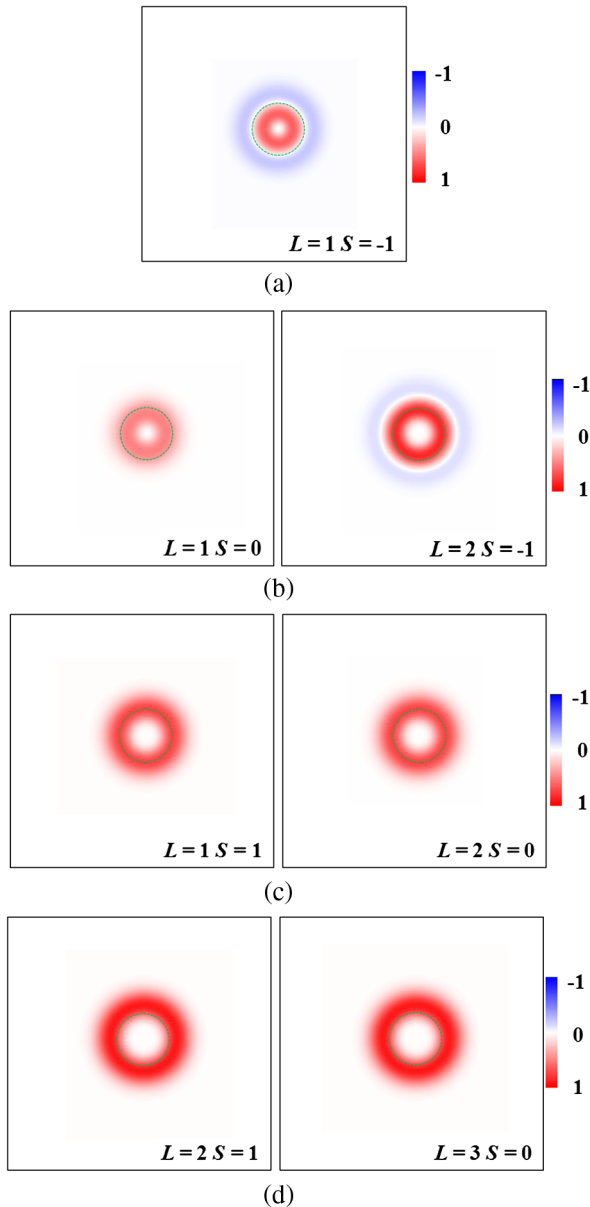 -1
0
1
L = 1 S = -1
(a)
-1
0
1
L = 1 S = 0
L = 2 S = -1
(b)
-1
0
1
L = 1 S = 1
L = 2 S = 0
(c)
-1
0
1
L = 2 S = 1
L = 3 S = 0
(d)